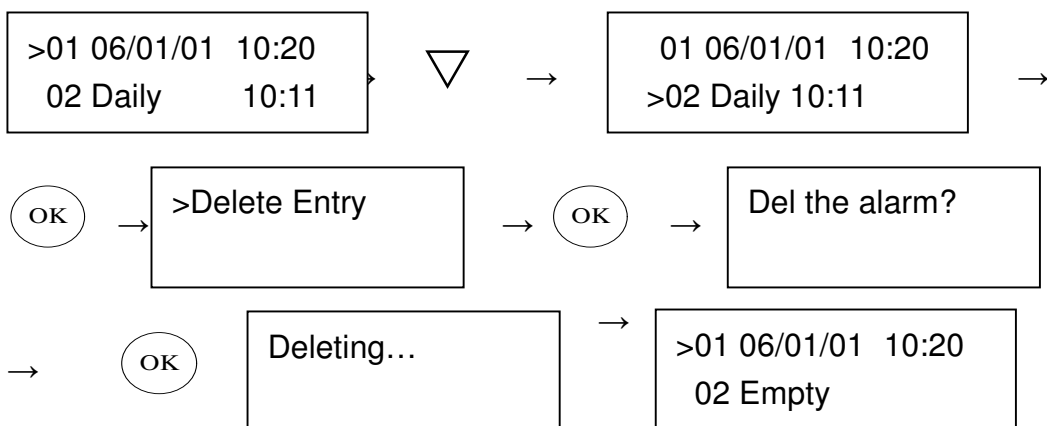 >01 06/01/01 10:20
02 Daily 10:11
→
01 06/01/01 10:20
>02 Daily 10:11
→
OK
→
>Delete Entry
→
OK
→
Del the alarm?
→
OK
Deleting…
→
>01 06/01/01 10:20
02 Empty